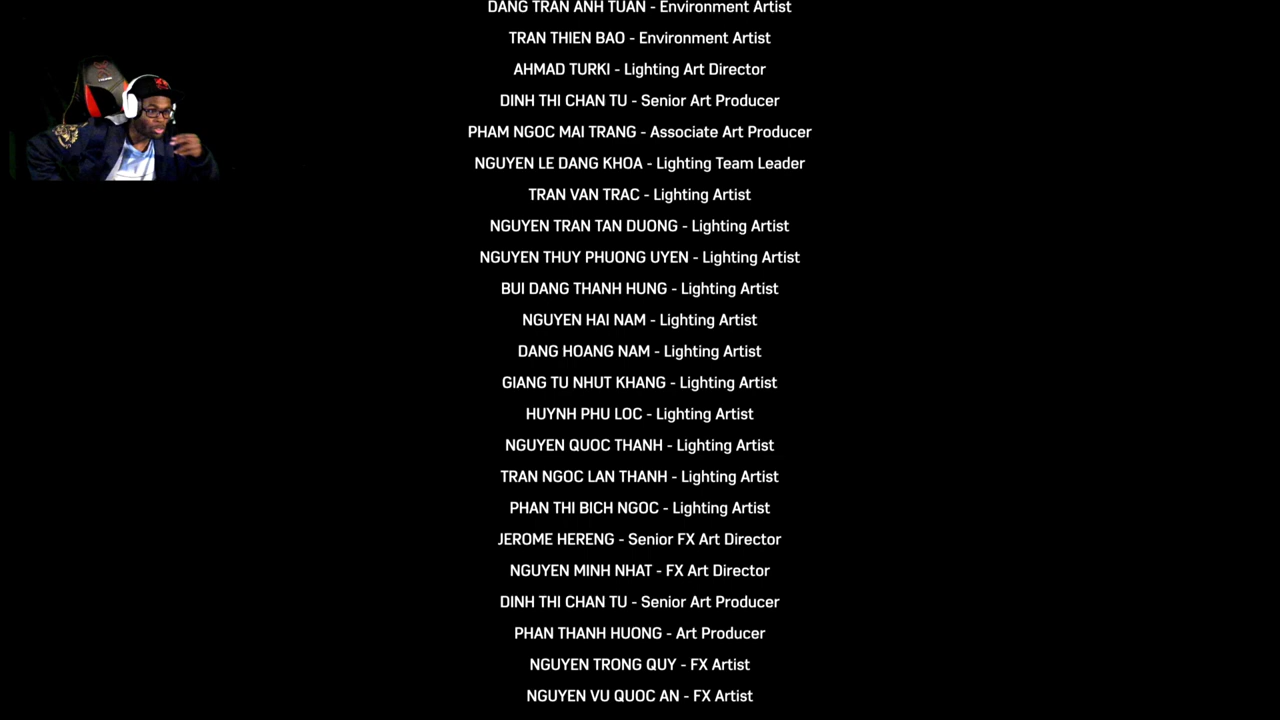 DANG TRAN ANH TUAN - Environment Artist
TRAN THIEN BAO - Environment Artist
AHMAD TURKI - Lighting Art Director
DINH THI CHAN TU - Senior Art Producer
PHAM NGOC MAI TRANG - Associate Art Producer
NGUYEN LE DANG KHOA - Lighting Team Leader
TRAN VAN TRAC - Lighting Artist
NGUYEN TRAN TAN DUONG - Lighting Artist
NGUYEN THUY PHUONG UYEN - Lighting Artist
BUI DANG THANH HUNG - Lighting Artist
NGUYEN HAI NAM - Lighting Artist
DANG HOANG NAM - Lighting Artist
GIANG TU NHUT KHANG - Lighting Artist
HUYNH PHU LOC - Lighting Artist
NGUYEN QUOC THANH - Lighting Artist
TRAN NGOC LAN THANH - Lighting Artist
PHAN THI BICH NGOC - Lighting Artist
JEROME HERENG - Senior FX Art Director
NGUYEN MINH NHAT - FX Art Director
DINH THI CHAN TU - Senior Art Producer
PHAN THANH HUONG - Art Producer
NGUYEN TRONG QUY - FX Artist
NGUYEN VU QUOC AN - FX Artist